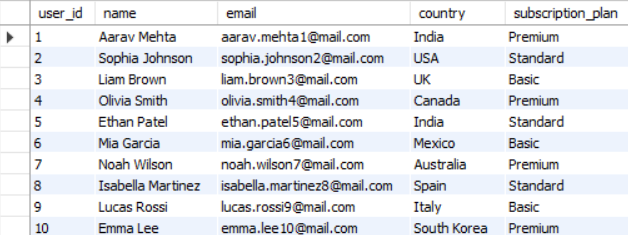 user_id name email country subscription_plan
1 Aarav Mehta aarav.mehta1@mail.com India Premium
2 Sophia Johnson sophia.johnson2@mail.com USA Standard
3 Liam Brown liam.brown3@mail.com UK Basic
4 Olivia Smith olivia.smith4@mail.com Canada Premium
5 Ethan Patel ethan.patel5@mail.com India Standard
6 Mia Garcia mia.garcia6@mail.com Mexico Basic
7 Noah Wilson noah.wilson7@mail.com Australia Premium
8 Isabella Martinez isabella.martinez8@mail.com Spain Standard
9 Lucas Rossi lucas.rossi9@mail.com Italy Basic
10 Emma Lee emma.lee10@mail.com South Korea Premium